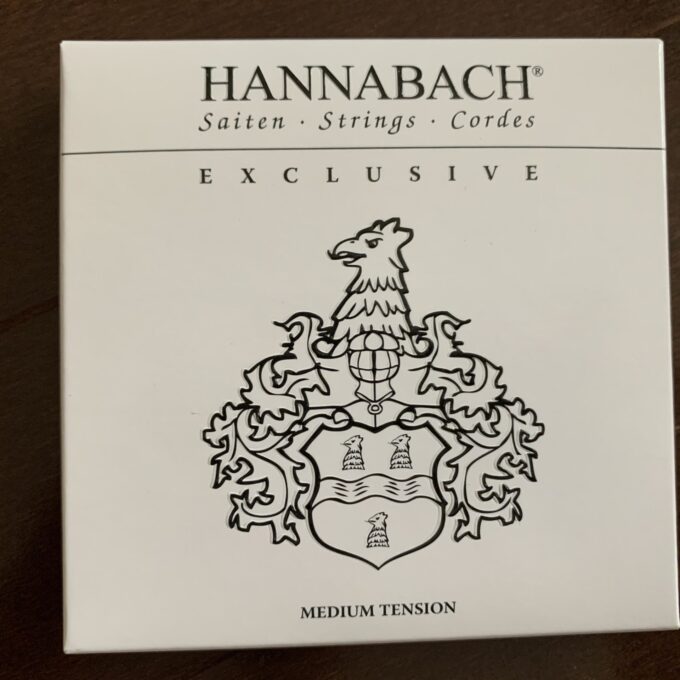 HANNABACH®
Saiten · Strings · Cordes
EXCLUSIVE
MEDIUM TENSION